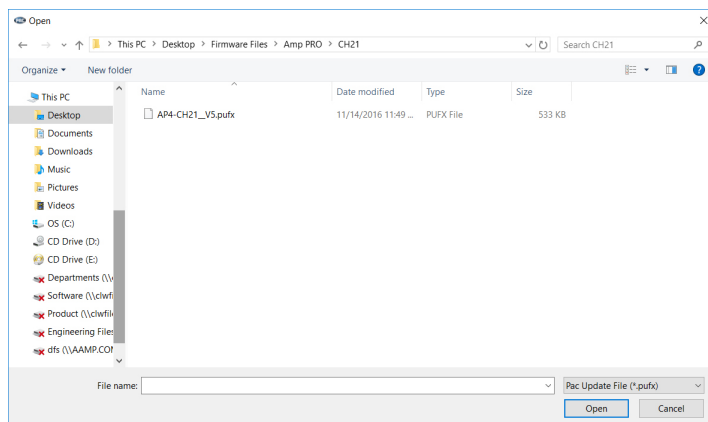 PAC Open
This PC > Desktop > Firmware Files > Amp PRO > CH21
Search CH21
Organize
New folder
Name
Date modified
Type
Size
AP4-CH21__V5.pufx
11/14/2016 11:49 ...
PUFX File
533 KB
This PC
Desktop
Documents
Downloads
Music
Pictures
Videos
OS (C:)
CD Drive (D:)
CD Drive (E:)
Departments (\\
Software (\\clwfi
Product (\\clwfil
Engineering Files
dfs (\\AAMP.CO
File name:
Pac Update File (*.pufx)
Open
Cancel